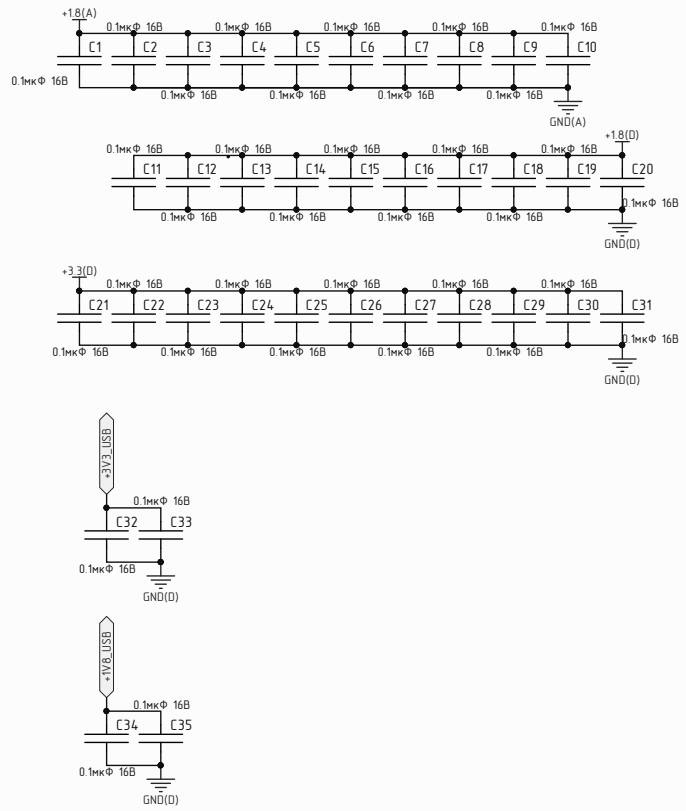 +1.8(A)
0.1мкФ 16В 0.1мкФ 16В 0.1мкФ 16В 0.1мкФ 16В 0.1мкФ 16В
C1 C2 C3 C4 C5 C6 C7 C8 C9 C10
0.1мкФ 16В 0.1мкФ 16В 0.1мкФ 16В 0.1мкФ 16В 0.1мкФ 16В
GND(A)
+1.8(D)
0.1мкФ 16В 0.1мкФ 16В 0.1мкФ 16В 0.1мкФ 16В 0.1мкФ 16В
C11 C12 C13 C14 C15 C16 C17 C18 C19 C20
0.1мкФ 16В
0.1мкФ 16В 0.1мкФ 16В 0.1мкФ 16В 0.1мкФ 16В
GND(D)
+3.3(D)
0.1мкФ 16В 0.1мкФ 16В 0.1мкФ 16В 0.1мкФ 16В 0.1мкФ 16В
C21 C22 C23 C24 C25 C26 C27 C28 C29 C30 C31
0.1мкФ 16В
0.1мкФ 16В 0.1мкФ 16В 0.1мкФ 16В 0.1мкФ 16В 0.1мкФ 16В
GND(D)
+3V3_USB
0.1мкФ 16В
C32 C33
0.1мкФ 16В
GND(D)
+1V8_USB
0.1мкФ 16В
C34 C35
0.1мкФ 16В
GND(D)